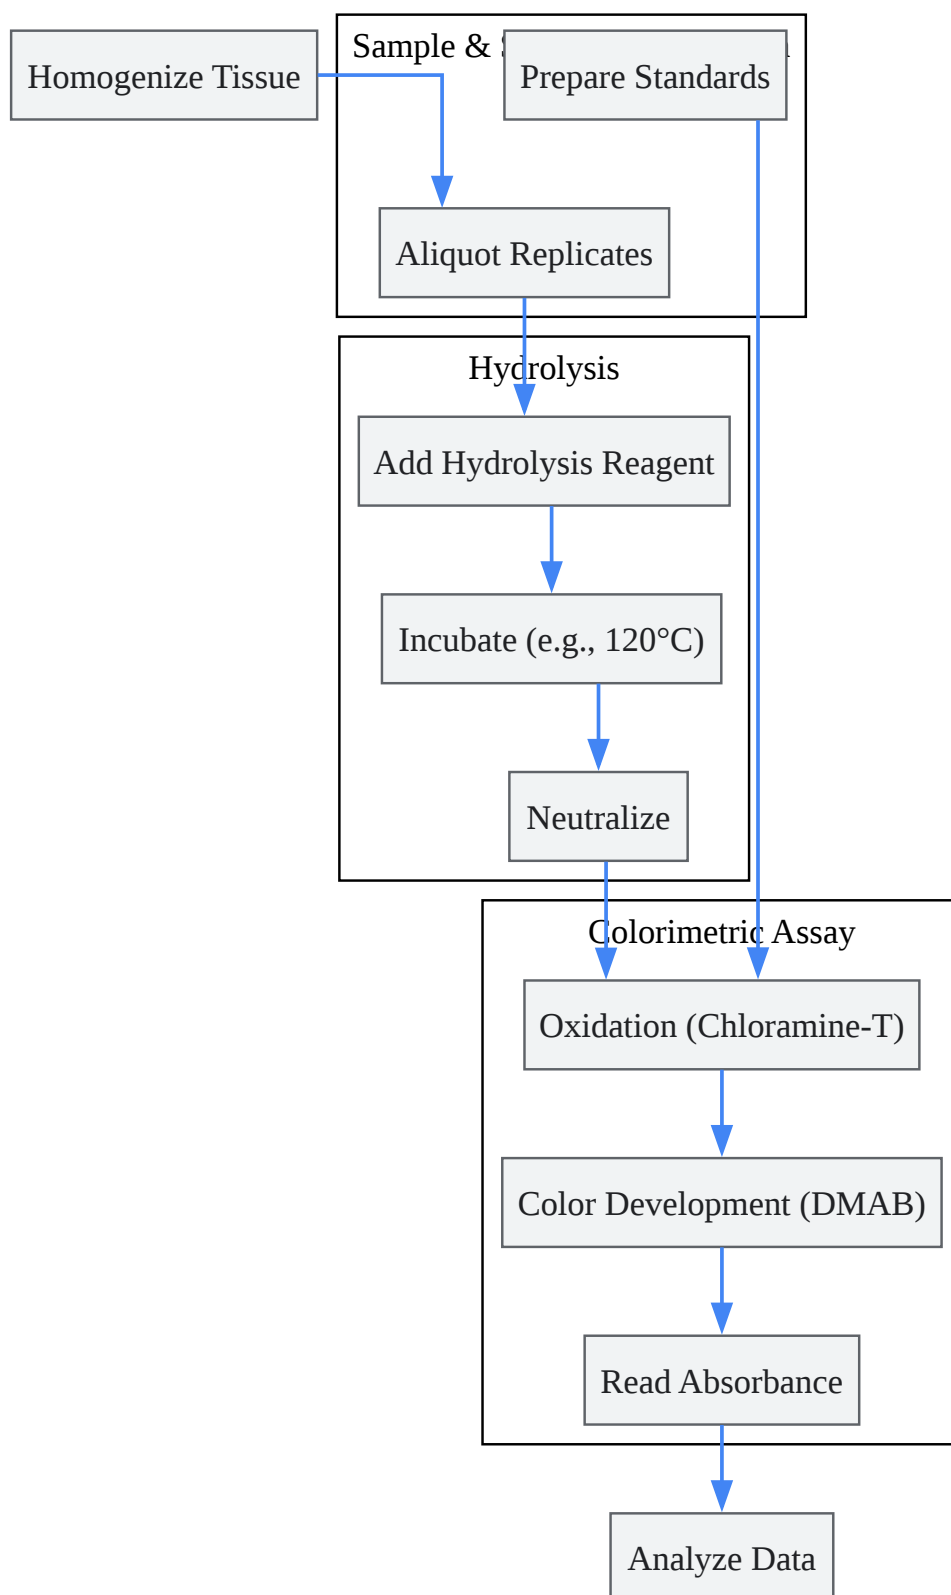 Homogenize Tissue
Sample &
Prepare Standards
Aliquot Replicates
Hydrolysis
Add Hydrolysis Reagent
Incubate (e.g., 120°C)
Neutralize
Colorimetric Assay
Oxidation (Chloramine-T)
Color Development (DMAB)
Read Absorbance
Analyze Data